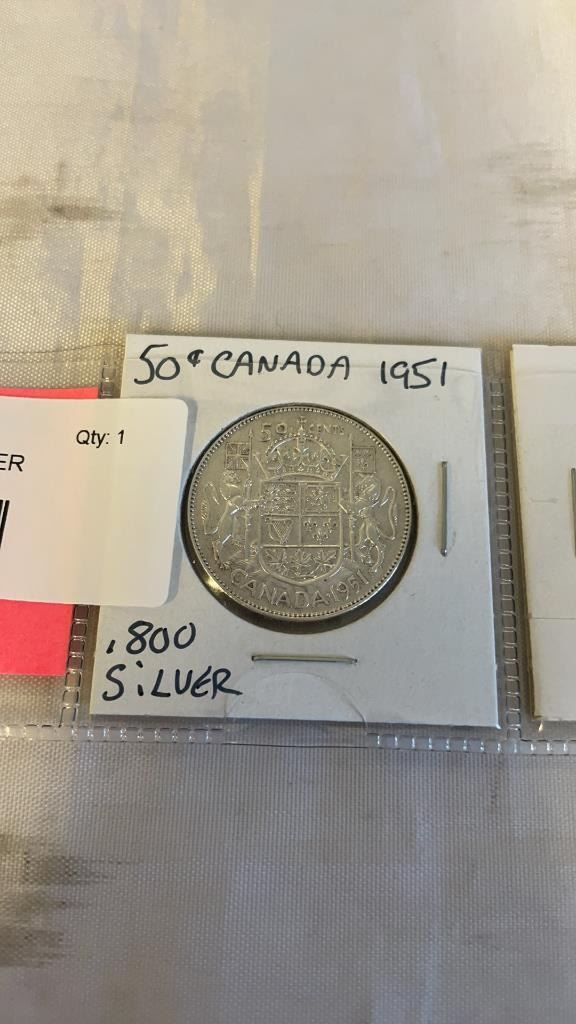 50¢ CANADA 1951
Qty: 1
ER
50 CENTS
CANADA 1951
.800
SILVER